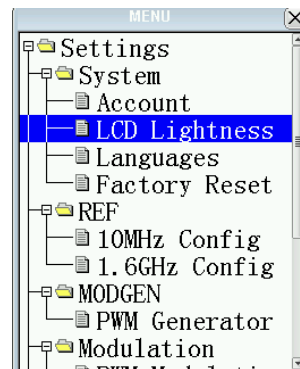 MENU
Settings
System
Account
LCD Lightness
Languages
Factory Reset
REF
10MHz Config
1.6GHz Config
MODGEN
PWM Generator
Modulation